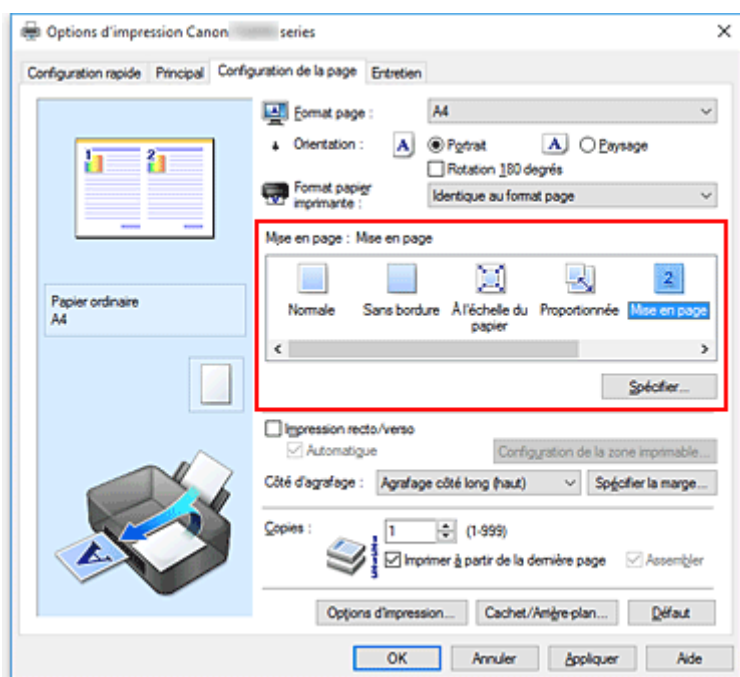 Options d'impression Canon series
Configuration rapide Principal Configuration de la page Entretien
Format page : A4
Orientation : A Portrait A Paysage
Rotation 180 degrés
Format papier imprimante : Identique au format page
Mise en page : Mise en page
1 2
2
Normale Sans bordure À l'échelle du papier Proportionnée Mise en page
Papier ordinaire
A4
Spécifier...
Impression recto/verso
Automatique Configuration de la zone imprimable...
Côté d'agrafage : Agrafage côté long (haut) Spécifier la marge...
Copies : 1 (1-999)
Imprimer à partir de la dernière page Assembler
A
Options d'impression... Cachet/Arrière-plan... Défaut
OK Annuler Appliquer Aide